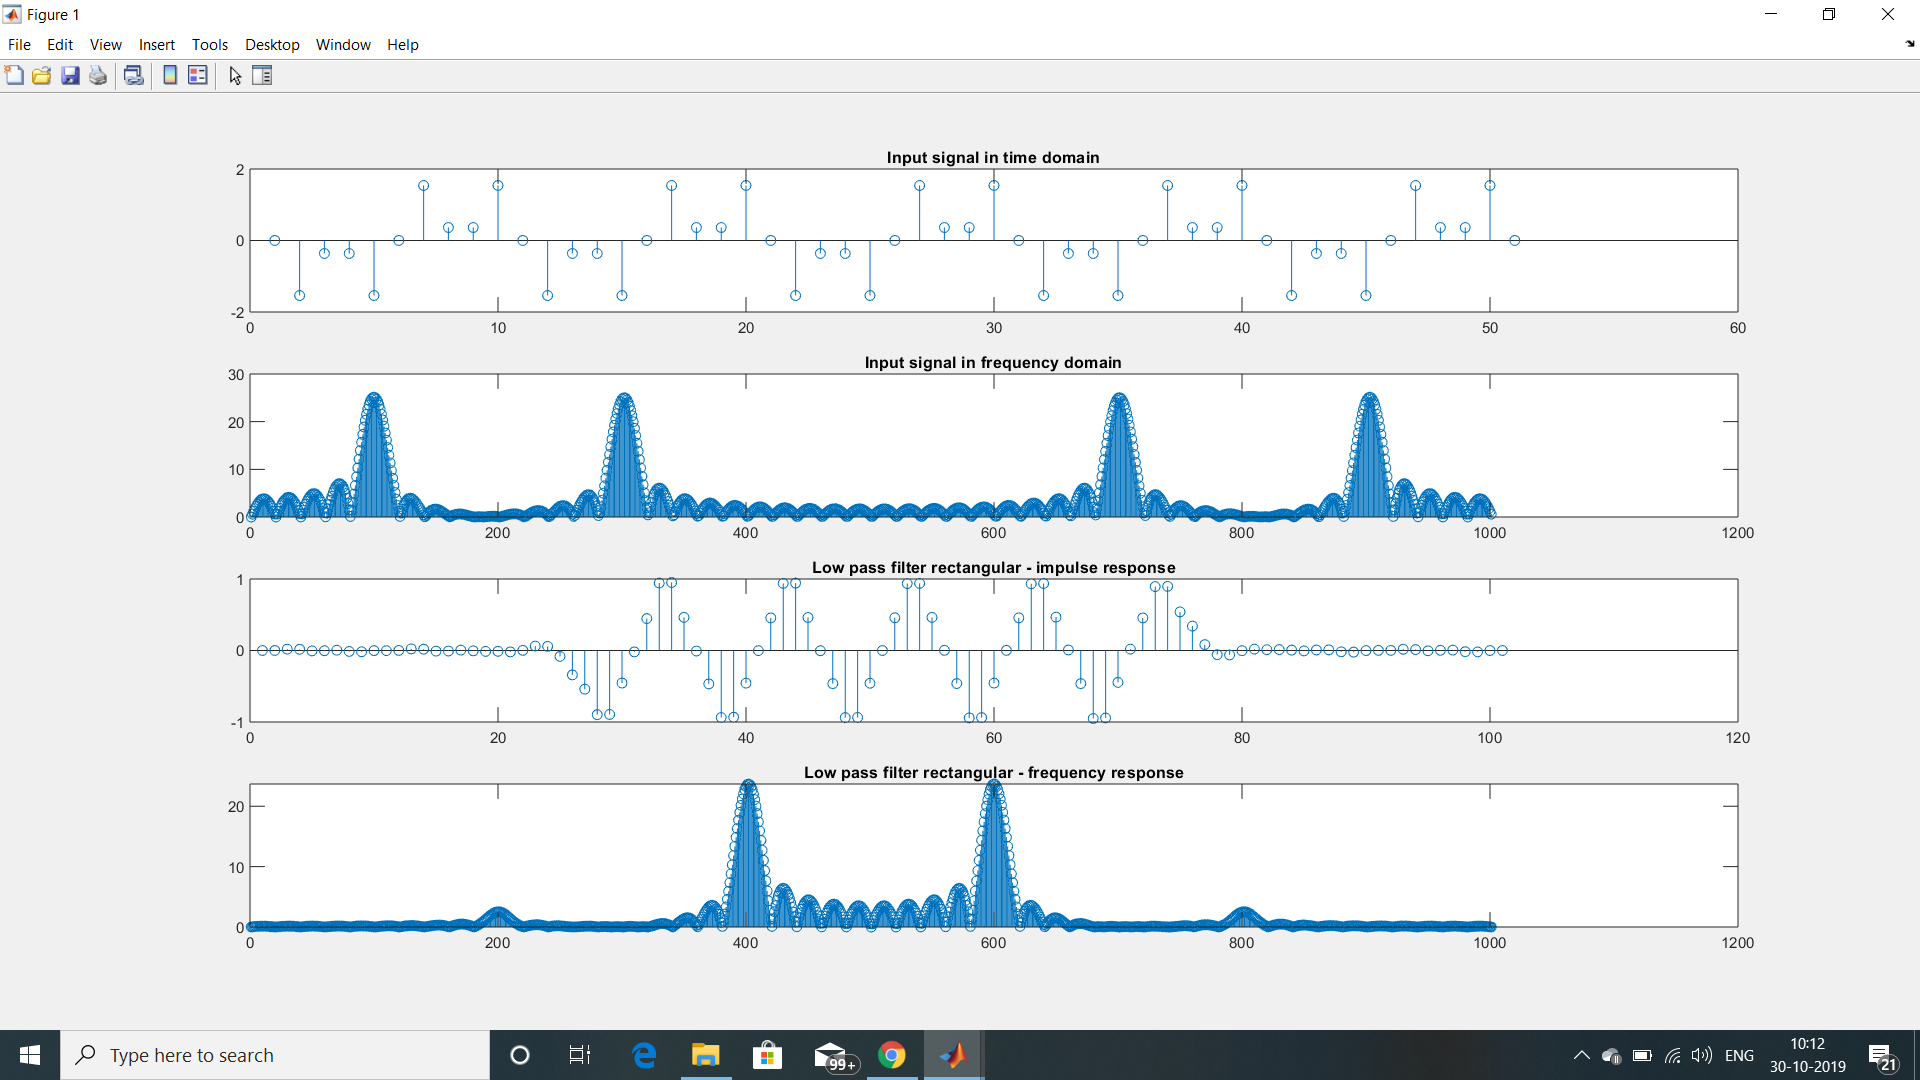 Figure 1
File Edit View Insert Tools Desktop Window Help
Input signal in time domain
2
0
-2
0 10 20 30 40 50 60
Input signal in frequency domain
30
20
10
0
0 200 400 600 800 1000 1200
Low pass filter rectangular - impulse response
1
0
-1
0 20 40 60 80 100 120
Low pass filter rectangular - frequency response
20
10
0
0 200 400 600 800 1000 1200
Type here to search
99+
ENG
10:12
30-10-2019
21